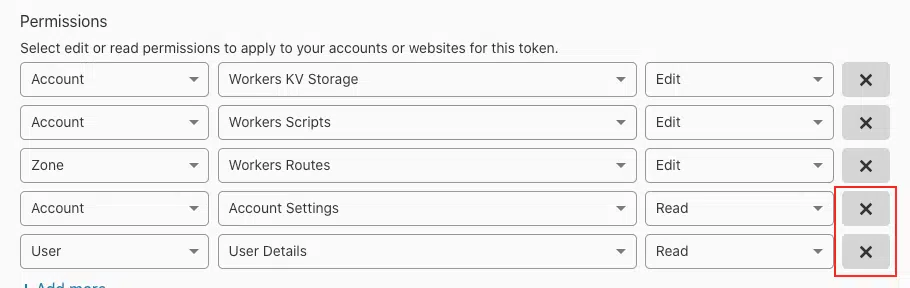 Permissions
Select edit or read permissions to apply to your accounts or websites for this token.
Account Workers KV Storage Edit
Account Workers Scripts Edit
Zone Workers Routes Edit
Account Account Settings Read
User User Details Read
+ Add more